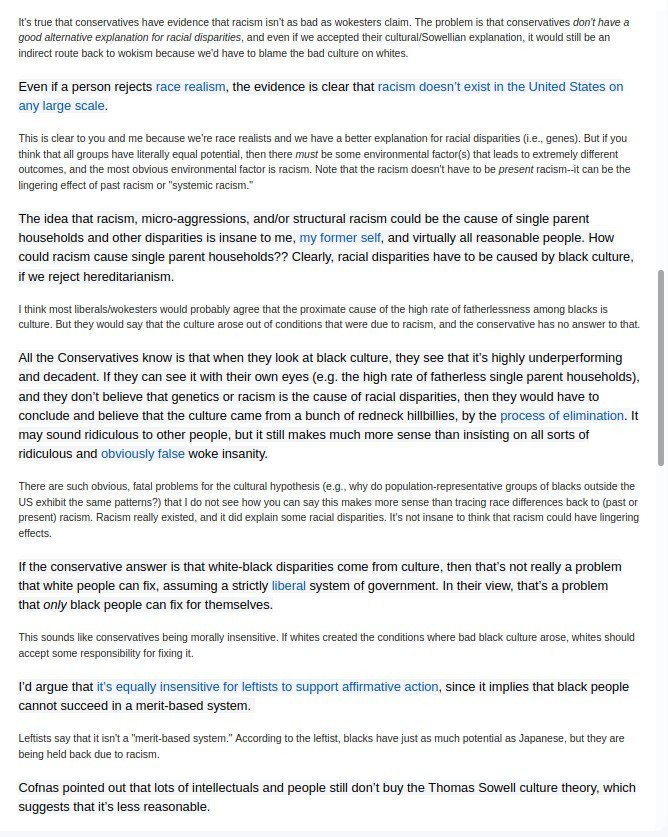 It's true that conservatives have evidence that racism isn't as bad as wokesters claim. The problem is that conservatives don't have a
good alternative explanation for racial disparities, and even if we accepted their cultural/Sowellian explanation, it would still be an
indirect route back to wokism because we'd have to blame the bad culture on whites.
Even if a person rejects race realism, the evidence is clear that racism doesn't exist in the United States on
any large scale.
This is clear to you and me because we're race realists and we have a better explanation for racial disparities (i.e., genes). But if you
think that all groups have literally equal potential, then there must be some environmental factor(s) that leads to extremely different
outcomes, and the most obvious environmental factor is racism. Note that the racism doesn't have to be present racism--it can be the
lingering effect of past racism or "systemic racism."
The idea that racism, micro-aggressions, and/or structural racism could be the cause of single parent
households and other disparities is insane to me, my former self, and virtually all reasonable people. How
could racism cause single parent households?? Clearly, racial disparities have to be caused by black culture,
if we reject hereditarianism.
I think most liberals/wokesters would probably agree that the proximate cause of the high rate of fatherlessness among blacks is
culture. But they would say that the culture arose out of conditions that were due to racism, and the conservative has no answer to that.
All the Conservatives know is that when they look at black culture, they see that it's highly underperforming
and decadent. If they can see it with their own eyes (e.g. the high rate of fatherless single parent households),
and they don't believe that genetics or racism is the cause of racial disparities, then they would have to
conclude and believe that the culture came from a bunch of redneck hillbillies, by the process of elimination. It
may sound ridiculous to other people, but it still makes much more sense than insisting on all sorts of
ridiculous and obviously false woke insanity.
There are such obvious, fatal problems for the cultural hypothesis (e.g., why do population-representative groups of blacks outside the
US exhibit the same patterns?) that I do not see how you can say this makes more sense than tracing race differences back to (past or
present) racism. Racism really existed, and it did explain some racial disparities. It's not insane to think that racism could have lingering
effects.
If the conservative answer is that white-black disparities come from culture, then that's not really a problem
that white people can fix, assuming a strictly liberal system of government. In their view, that's a problem
that only black people can fix for themselves.
This sounds like conservatives being morally insensitive. If whites created the conditions where bad black culture arose, whites should
accept some responsibility for fixing it.
I'd argue that it's equally insensitive for leftists to support affirmative action, since it implies that black people
cannot succeed in a merit-based system.
Leftists say that it isn't a "merit-based system." According to the leftist, blacks have just as much potential as Japanese, but they are
being held back due to racism.
Cofnas pointed out that lots of intellectuals and people still don't buy the Thomas Sowell culture theory, which
suggests that it's less reasonable.